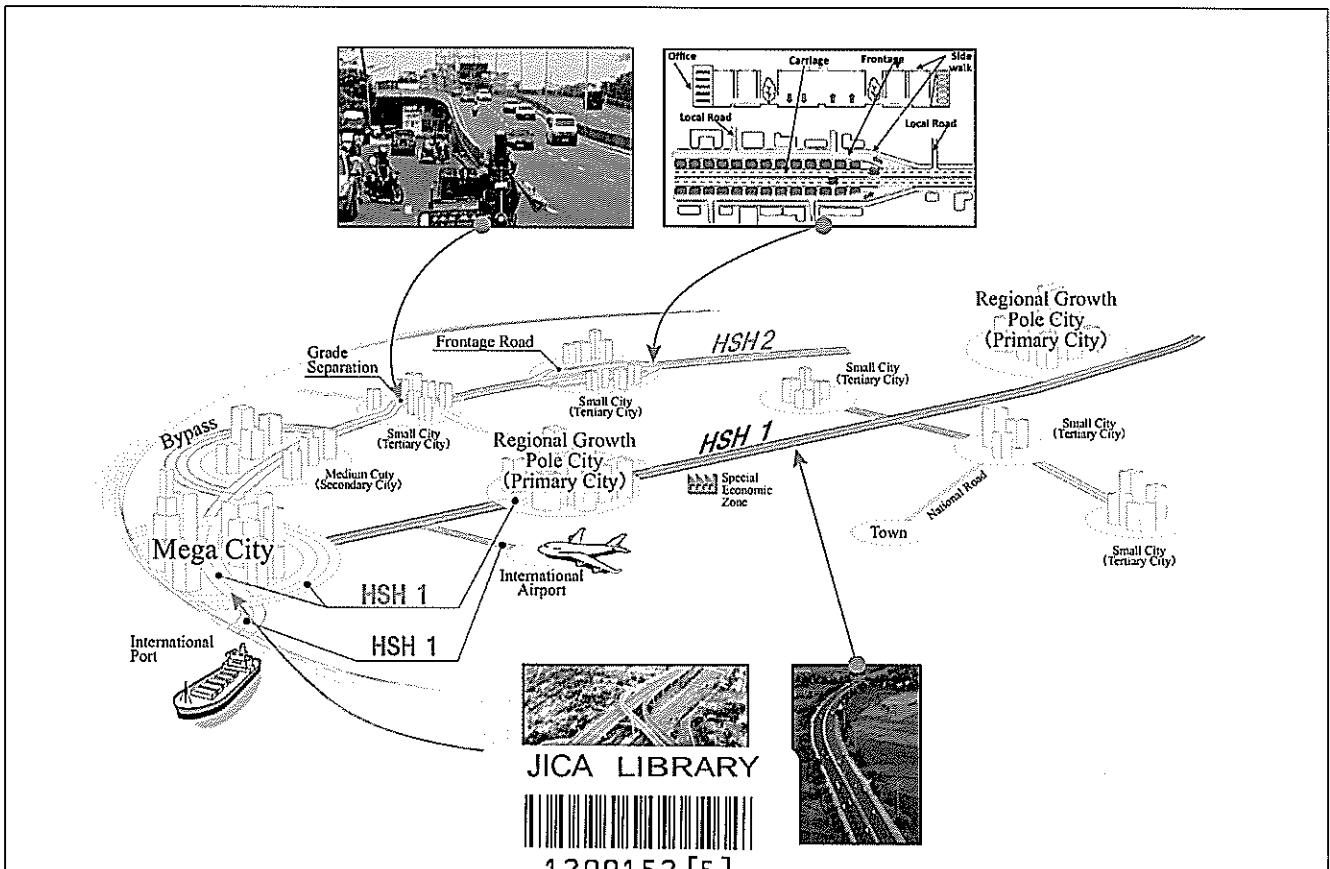 Office
Carriage
Frontage
Side
walk
Local Road
Local Road
Regional Growth
Pole City
(Primary City)
HSH 2
Frontage Road
Grade
Separation
Small City
(Tertiary City)
Small City
(Tertiary City)
Small City
(Tertiary City)
Bypass
Regional Growth
Pole City
(Primary City)
HSH 1
Small City
(Tertiary City)
Medium Cuty
(Secondary City)
Special
Economic
Zone
National Road
Town
Mega City
Small City
(Tertiary City)
International
Airport
HSH 1
HSH 1
International
Port
JICA LIBRARY